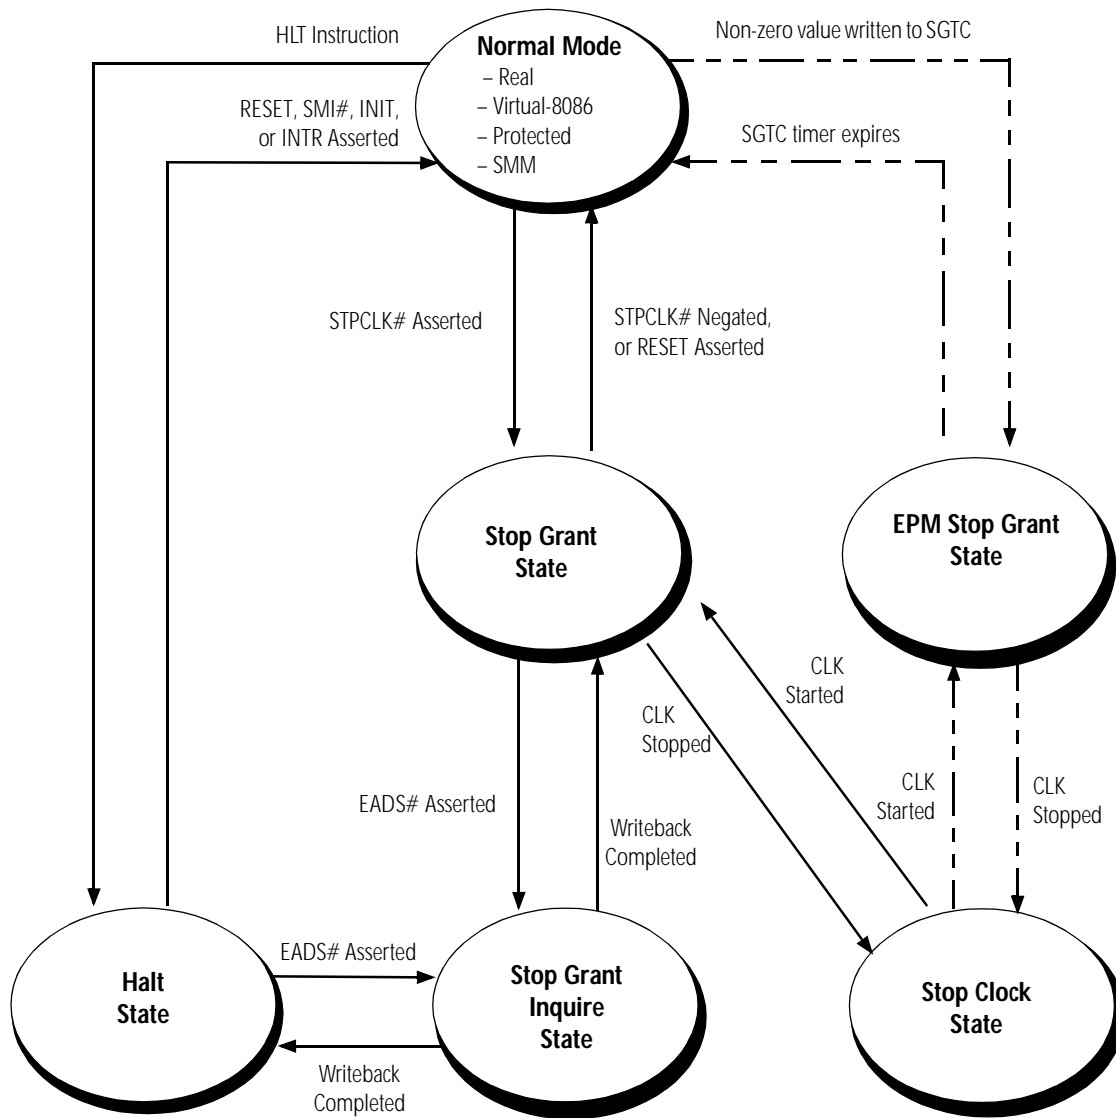 HLT Instruction
Normal Mode
– Real
– Virtual-8086
– Protected
– SMM
Non-zero value written to SGTC
RESET, SMI#, INIT,
or INTR Asserted
SGTC timer expires
STPCLK# Asserted
STPCLK# Negated,
or RESET Asserted
Stop Grant
State
EPM Stop Grant
State
CLK
Stopped
CLK
Started
CLK
Started
CLK
Stopped
EADS# Asserted
Writeback
Completed
Halt
State
EADS# Asserted
Stop Grant
Inquire
State
Stop Clock
State
Writeback
Completed